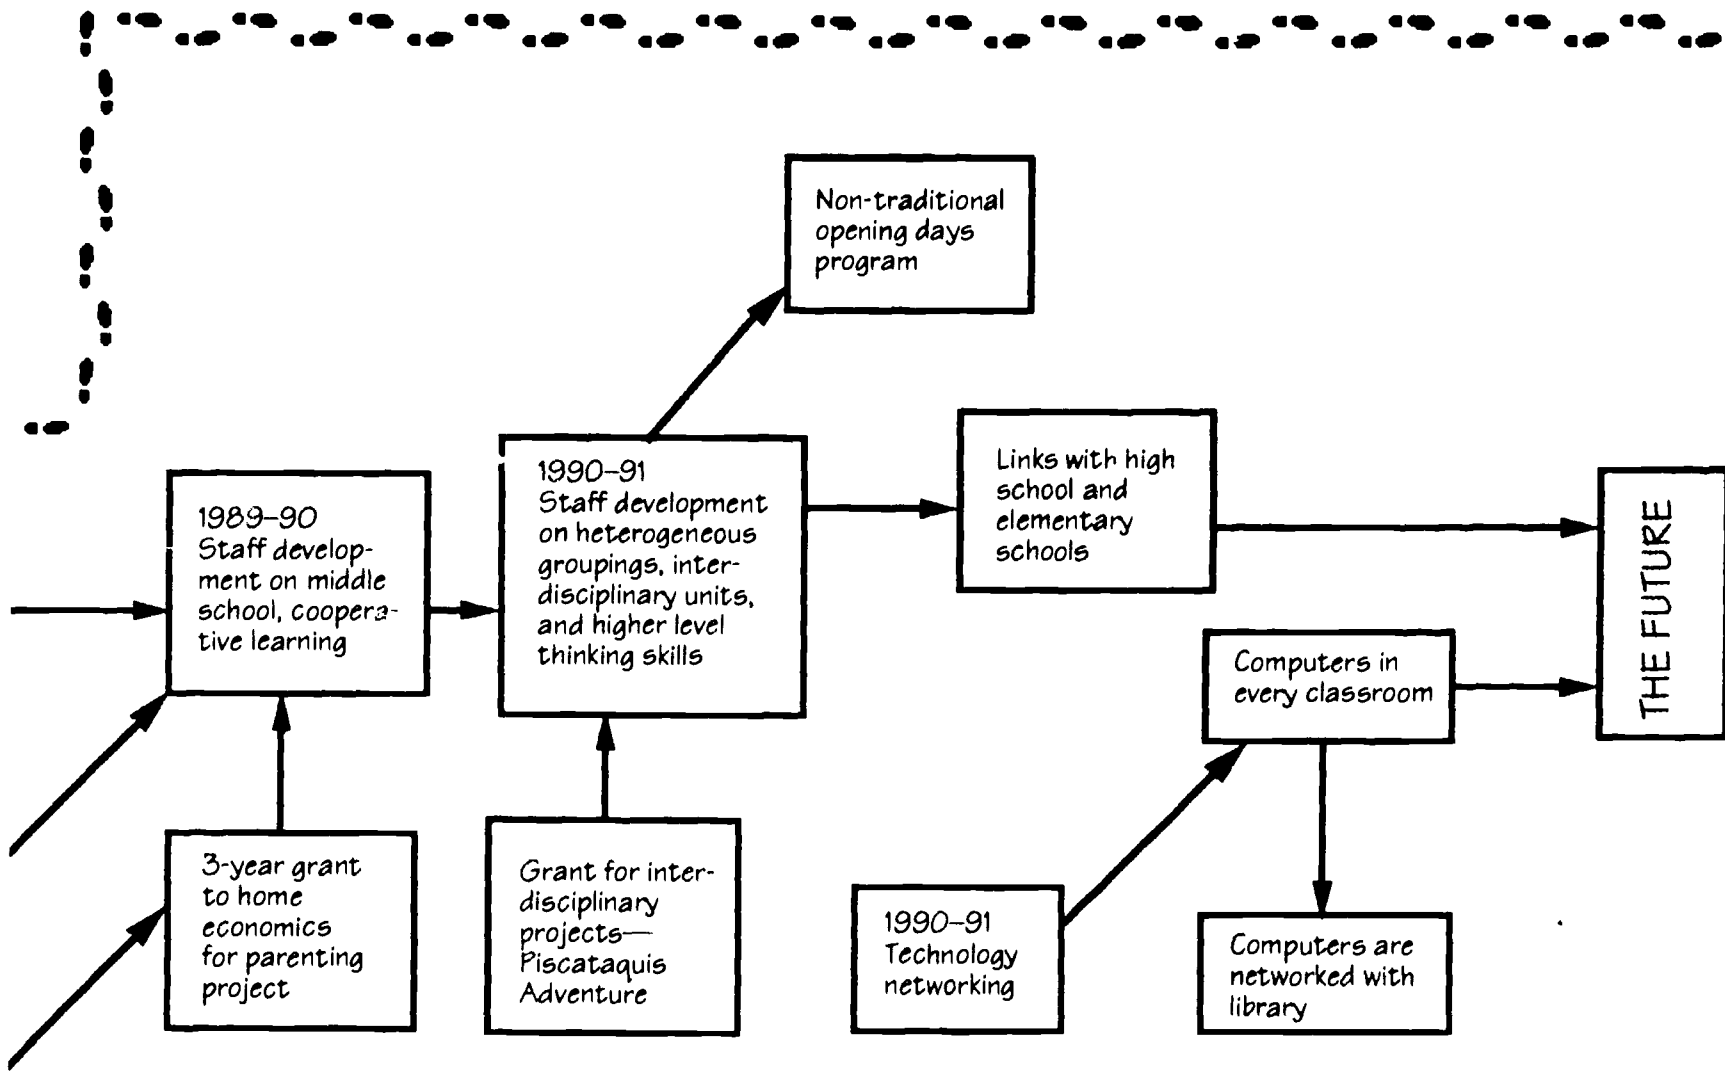 Non-traditional
opening days
program
1989–90
Staff develop-
ment on middle
school, coopera-
tive learning
1990–91
Staff development
on heterogeneous
groupings, inter-
disciplinary units,
and higher level
thinking skills
Links with high
school and
elementary
schools
THE FUTURE
Computers in
every classroom
3-year grant
to home
economics
for parenting
project
Grant for inter-
disciplinary
projects—
Piscataquis
Adventure
1990–91
Technology
networking
Computers are
networked with
library